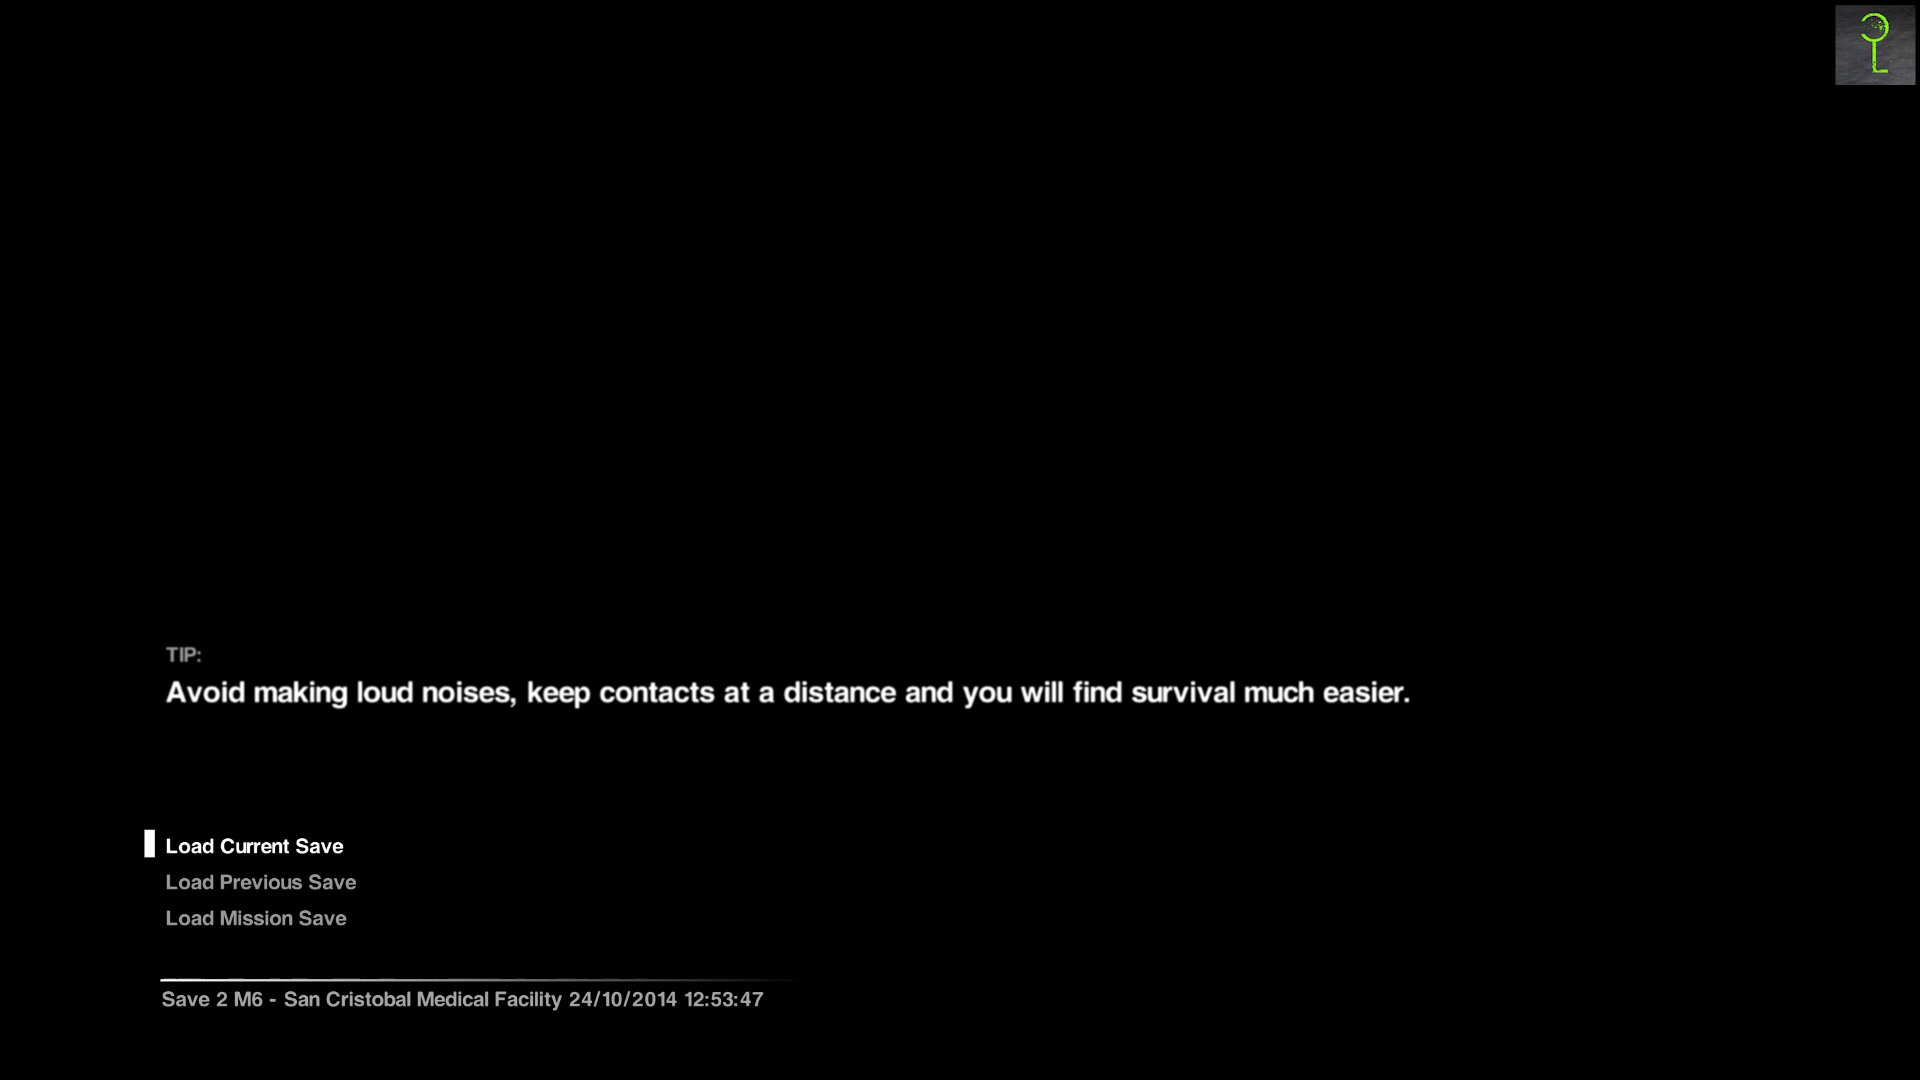 TIP:
Avoid making loud noises, keep contacts at a distance and you will find survival much easier.
Load Current Save
Load Previous Save
Load Mission Save
Save 2 M6 - San Cristobal Medical Facility 24/10/2014 12:53:47